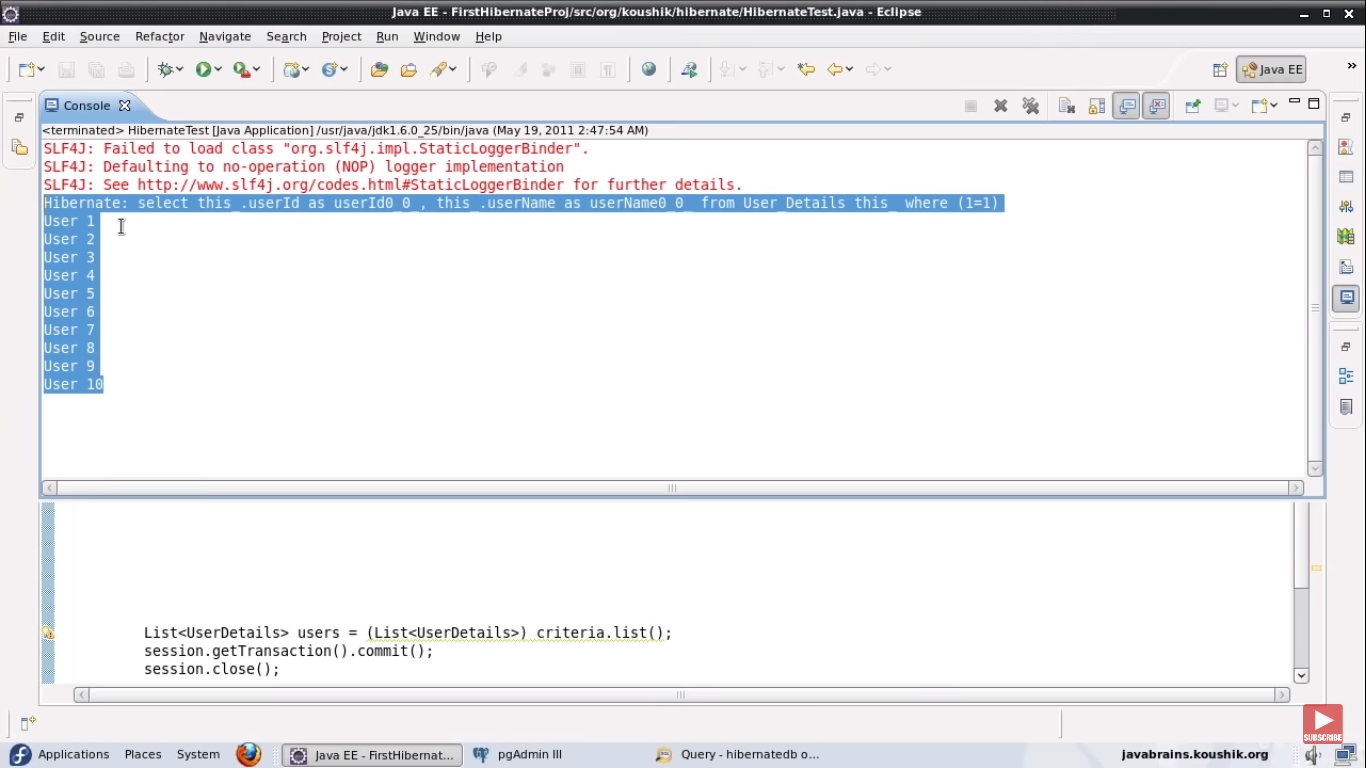 Java EE - FirstHibernateProj/src/org/koushik/hibernate/HibernateTest.java - Eclipse
File Edit Source Refactor Navigate Search Project Run Window Help
Java EE
Console
<terminated> HibernateTest [Java Application] /usr/java/jdk1.6.0_25/bin/java (May 19, 2011 2:47:54 AM)
SLF4J: Failed to load class "org.slf4j.impl.StaticLoggerBinder".
SLF4J: Defaulting to no-operation (NOP) logger implementation
SLF4J: See http://www.slf4j.org/codes.html#StaticLoggerBinder for further details.
Hibernate: select this_.userId as userId0_0_, this_.userName as userName0_0_ from User_Details this_ where (1=1)
User 1
User 2
User 3
User 4
User 5
User 6
User 7
User 8
User 9
User 10
List<UserDetails> users = (List<UserDetails>) criteria.list();
session.getTransaction().commit();
session.close();
SUBSCRIBE
Applications Places System Java EE - FirstHibernat... pgAdmin III Query - hibernatedb o... javabrains.koushik.org